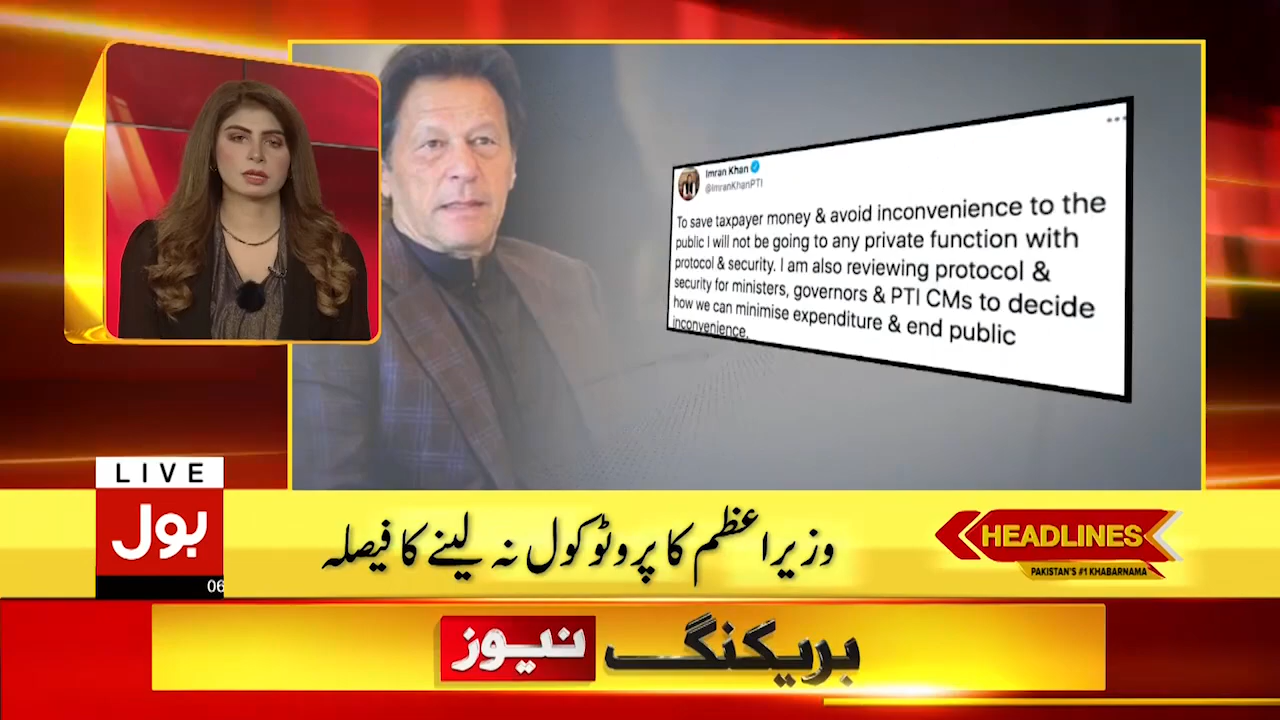 Imran Khan
@ImranKhanPTI
To save taxpayer money & avoid inconvenience to the
public I will not be going to any private function with
protocol & security. I am also reviewing protocol &
security for ministers, governors & PTI CMs to decide
how we can minimise expenditure & end public
inconvenience.
LIVE
بول
06
وزیراعظم کا پروٹوکول نہ لینے کا فیصلہ
HEADLINES
PAKISTAN'S #1 KHABARNAMA
بریکنگ نیوز